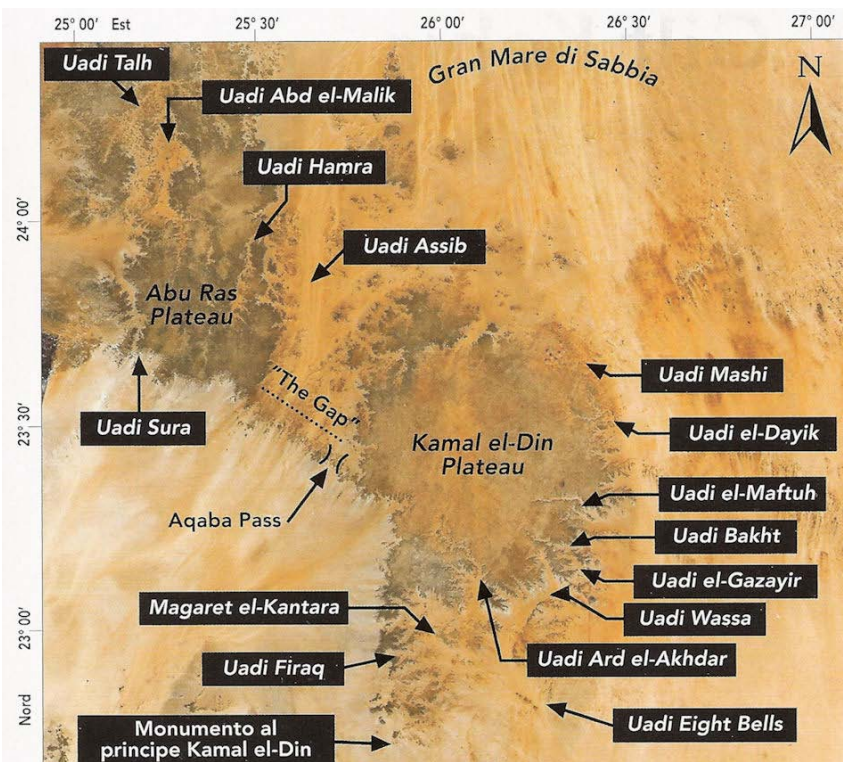 25° 00' Est
25° 30'
26° 00'
26° 30'
27° 00'
Uadi Talh
Gran Mare di Sabbia
N
Uadi Abd el-Malik
Uadi Hamra
24° 00'
Uadi Assib
Abu Ras
Plateau
"The Gap"
Uadi Mashi
Uadi Sura
23° 30'
Kamal el-Din
Plateau
Uadi el-Dayik
Uadi el-Maftuh
Aqaba Pass
Uadi Bakht
Uadi el-Gazayir
Magaret el-Kantara
Uadi Wassa
23° 00'
Uadi Firaq
Uadi Ard el-Akhdar
Nord
Uadi Eight Bells
Monumento al
principe Kamal el-Din